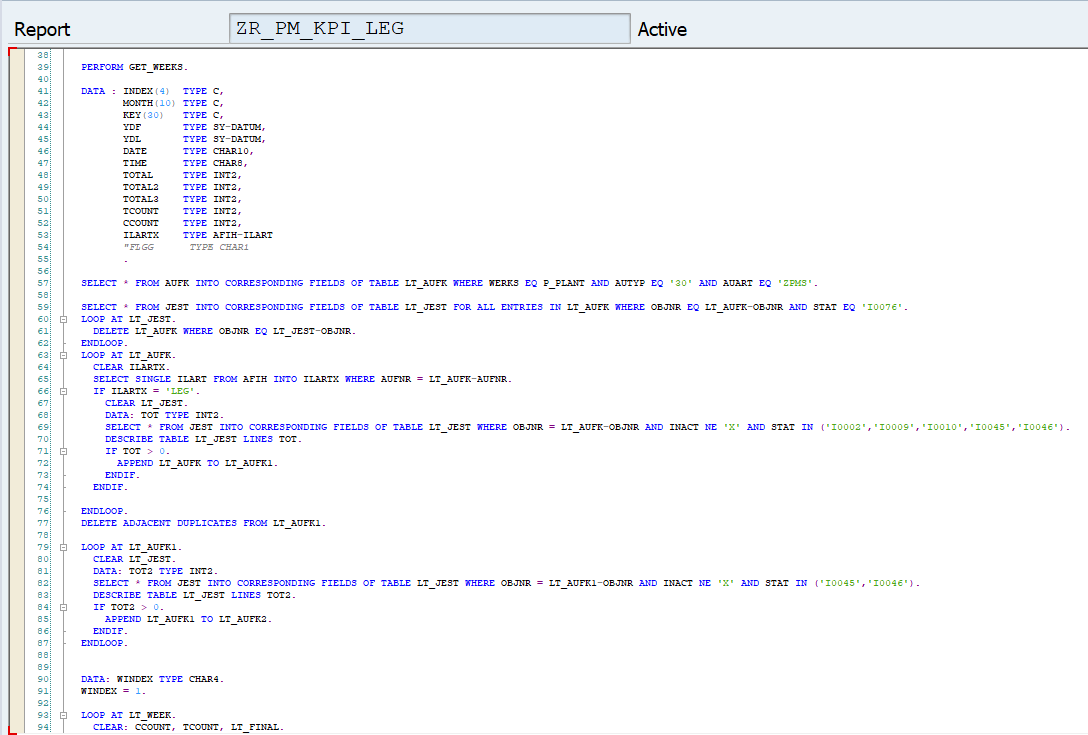 Report ZR_PM_KPI_LEG Active
38
39 PERFORM GET_WEEKS.
40
41 DATA : INDEX(4) TYPE C,
42 MONTH(10) TYPE C,
43 KEY(30) TYPE C,
44 YDF TYPE SY-DATUM,
45 YDL TYPE SY-DATUM,
46 DATE TYPE CHAR10,
47 TIME TYPE CHAR8,
48 TOTAL TYPE INT2,
49 TOTAL2 TYPE INT2,
50 TOTAL3 TYPE INT2,
51 TCOUNT TYPE INT2,
52 CCOUNT TYPE INT2,
53 ILARTX TYPE AFIH-ILART
54 "FLGG TYPE CHAR1
55 .
56
57 SELECT * FROM AUFK INTO CORRESPONDING FIELDS OF TABLE LT_AUFK WHERE WERKS EQ P_PLANT AND AUTYP EQ '30' AND AUART EQ 'ZPMS'.
58
59 SELECT * FROM JEST INTO CORRESPONDING FIELDS OF TABLE LT_JEST FOR ALL ENTRIES IN LT_AUFK WHERE OBJNR EQ LT_AUFK-OBJNR AND STAT EQ 'I0076'.
60 LOOP AT LT_JEST.
61 DELETE LT_AUFK WHERE OBJNR EQ LT_JEST-OBJNR.
62 ENDLOOP.
63 LOOP AT LT_AUFK.
64 CLEAR ILARTX.
65 SELECT SINGLE ILART FROM AFIH INTO ILARTX WHERE AUFNR = LT_AUFK-AUFNR.
66 IF ILARTX = 'LEG'.
67 CLEAR LT_JEST.
68 DATA: TOT TYPE INT2.
69 SELECT * FROM JEST INTO CORRESPONDING FIELDS OF TABLE LT_JEST WHERE OBJNR = LT_AUFK-OBJNR AND INACT NE 'X' AND STAT IN ('I0002','I0009','I0010','I0045','I0046').
70 DESCRIBE TABLE LT_JEST LINES TOT.
71 IF TOT > 0.
72 APPEND LT_AUFK TO LT_AUFK1.
73 ENDIF.
74 ENDIF.
75
76 ENDLOOP.
77 DELETE ADJACENT DUPLICATES FROM LT_AUFK1.
78
79 LOOP AT LT_AUFK1.
80 CLEAR LT_JEST.
81 DATA: TOT2 TYPE INT2.
82 SELECT * FROM JEST INTO CORRESPONDING FIELDS OF TABLE LT_JEST WHERE OBJNR = LT_AUFK1-OBJNR AND INACT NE 'X' AND STAT IN ('I0045','I0046').
83 DESCRIBE TABLE LT_JEST LINES TOT2.
84 IF TOT2 > 0.
85 APPEND LT_AUFK1 TO LT_AUFK2.
86 ENDIF.
87 ENDLOOP.
88
89
90 DATA: WINDEX TYPE CHAR4.
91 WINDEX = 1.
92
93 LOOP AT LT_WEEK.
94 CLEAR: CCOUNT, TCOUNT, LT_FINAL.